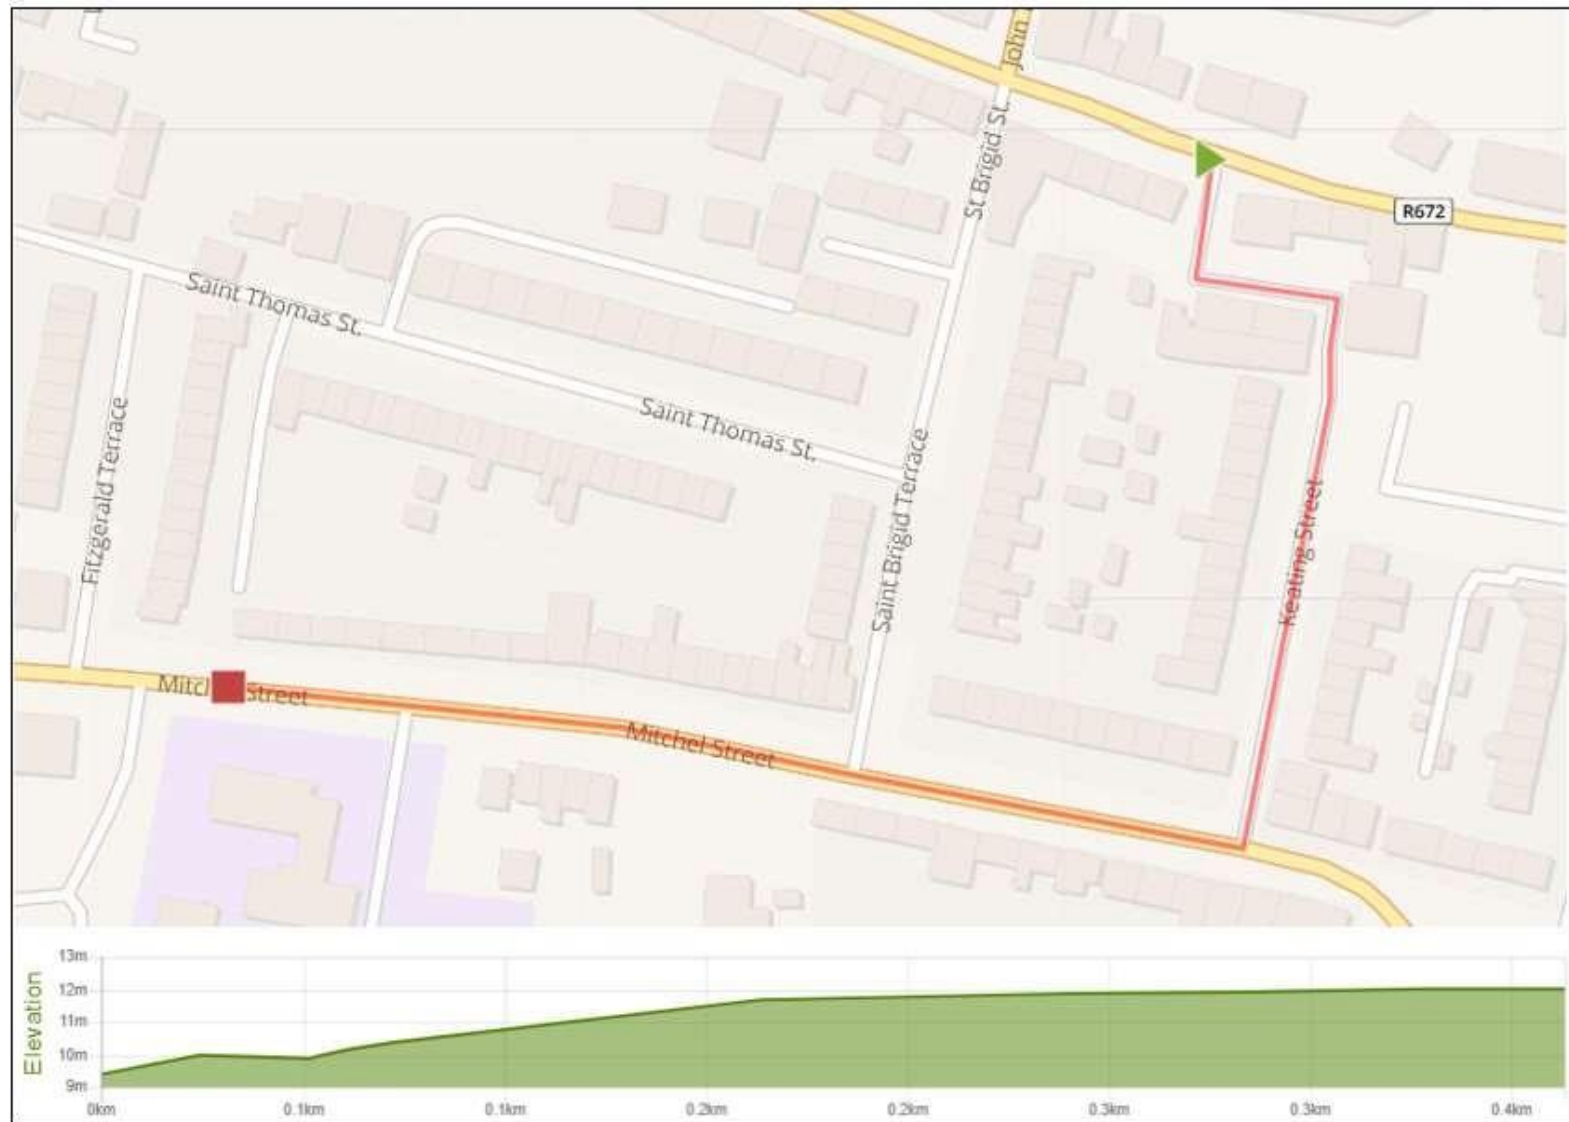 John
St.Brigid St.
R672
Saint Thomas St.
Saint Thomas St.
Fitzgerald Terrace
Saint Brigid Terrace
Keating Street
Mitcl Street
Mitchel Street
Elevation
13m
12m
11m
10m
9m
0km 0.1km 0.1km 0.2km 0.2km 0.3km 0.3km 0.4km